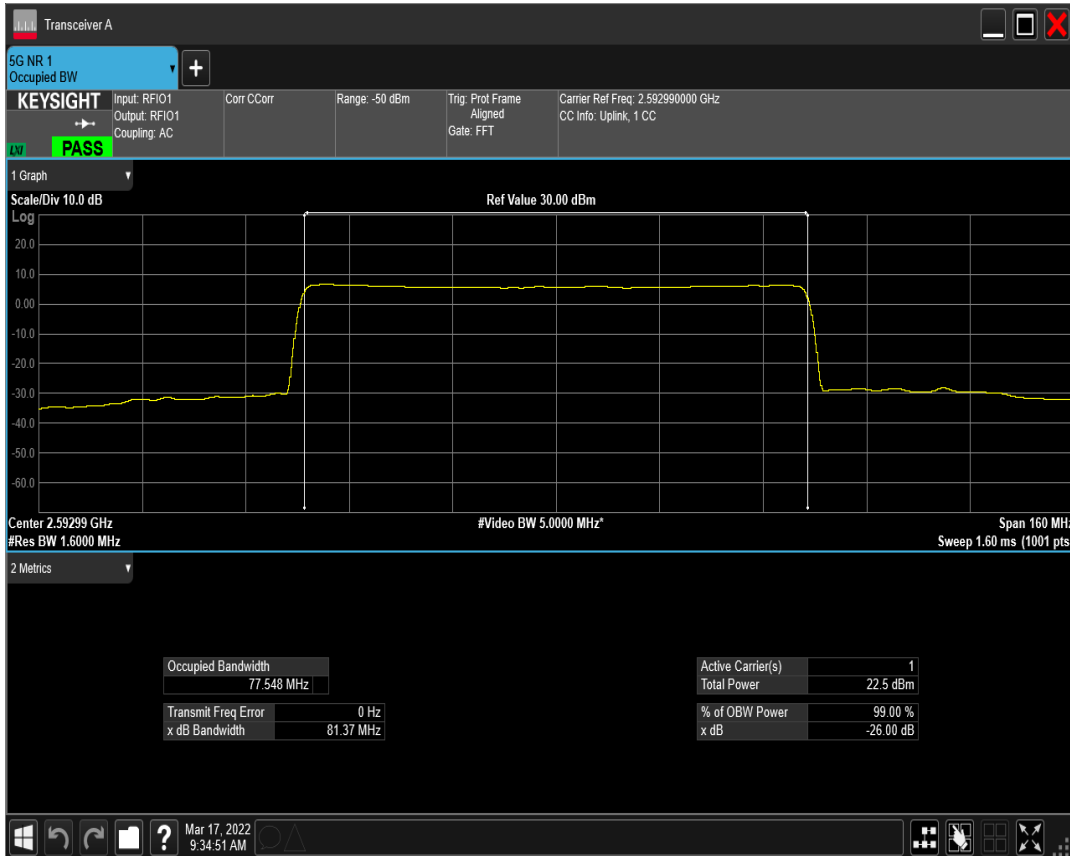 Transceiver A
5G NR 1
Occupied BW
KEYSIGHT
LXI
PASS
Input: RFIO1
Output: RFIO1
Coupling: AC
Corr CCorr
Range: -50 dBm
Trig: Prot Frame
Aligned
Gate: FFT
Carrier Ref Freq: 2.592990000 GHz
CC Info: Uplink, 1 CC
1 Graph
Scale/Div 10.0 dB
Ref Value 30.00 dBm
Log
20.0
10.0
0.00
-10.0
-20.0
-30.0
-40.0
-50.0
-60.0
Center 2.59299 GHz
#Video BW 5.0000 MHz*
Span 160 MHz
#Res BW 1.6000 MHz
Sweep 1.60 ms (1001 pts
2 Metrics
Occupied Bandwidth
77.548 MHz
Transmit Freq Error 0 Hz
x dB Bandwidth 81.37 MHz
Active Carrier(s) 1
Total Power 22.5 dBm
% of OBW Power 99.00 %
x dB -26.00 dB
Mar 17, 2022
9:34:51 AM